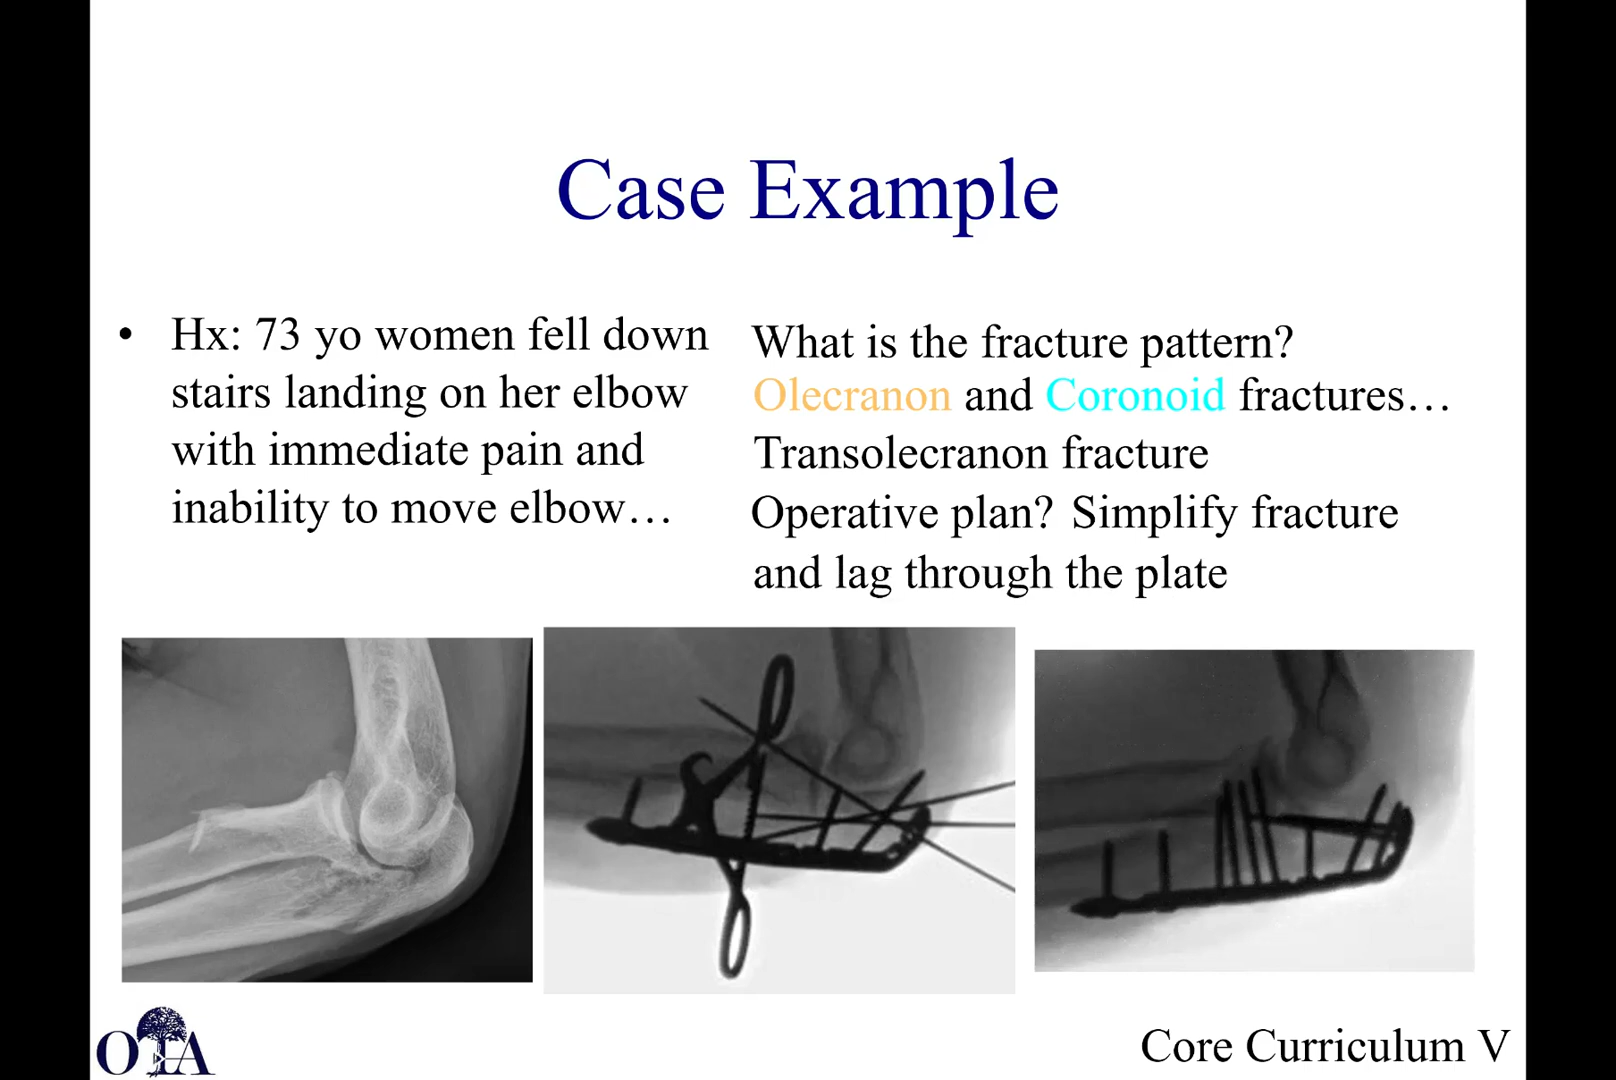 Case Example
• Hx: 73 yo women fell down
stairs landing on her elbow
with immediate pain and
inability to move elbow…
What is the fracture pattern?
Olecranon and Coronoid fractures…
Transolecranon fracture
Operative plan? Simplify fracture
and lag through the plate
OTA
Core Curriculum V